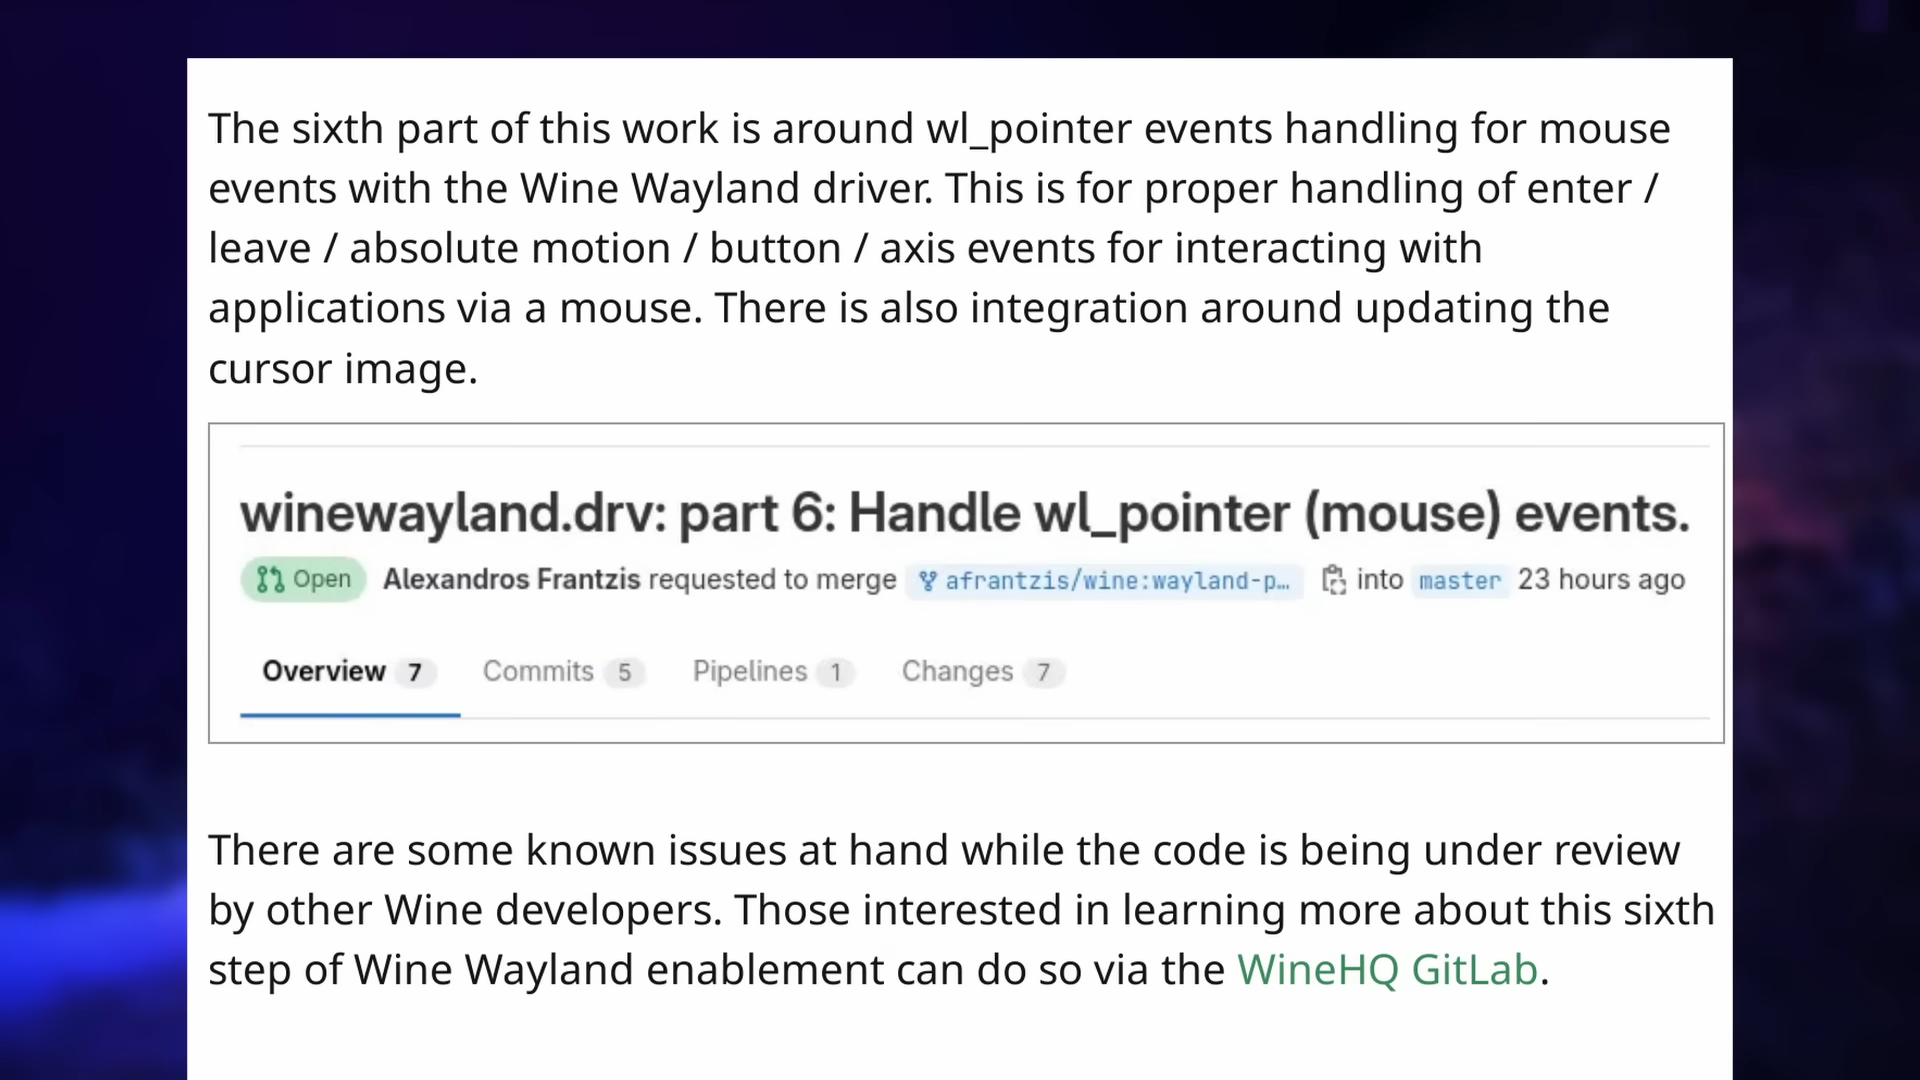 The sixth part of this work is around wl_pointer events handling for mouse
events with the Wine Wayland driver. This is for proper handling of enter /
leave / absolute motion / button / axis events for interacting with
applications via a mouse. There is also integration around updating the
cursor image.
winewayland.drv: part 6: Handle wl_pointer (mouse) events.
Open Alexandros Frantzis requested to merge afrantzis/wine:wayland-p… into master 23 hours ago
Overview 7 Commits 5 Pipelines 1 Changes 7
There are some known issues at hand while the code is being under review
by other Wine developers. Those interested in learning more about this sixth
step of Wine Wayland enablement can do so via the WineHQ GitLab.